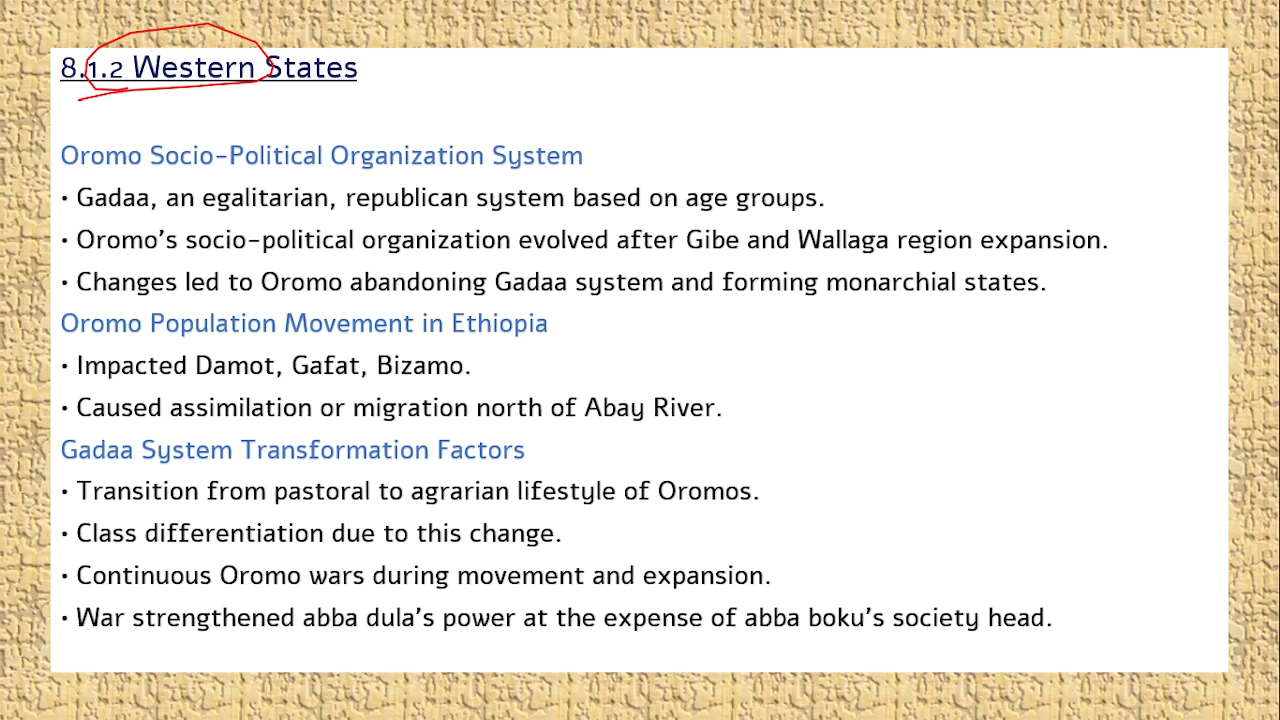 8.1.2 Western States
Oromo Socio-Political Organization System
• Gadaa, an egalitarian, republican system based on age groups.
• Oromo's socio-political organization evolved after Gibe and Wallaga region expansion.
• Changes led to Oromo abandoning Gadaa system and forming monarchial states.
Oromo Population Movement in Ethiopia
• Impacted Damot, Gafat, Bizamo.
• Caused assimilation or migration north of Abay River.
Gadaa System Transformation Factors
• Transition from pastoral to agrarian lifestyle of Oromos.
• Class differentiation due to this change.
• Continuous Oromo wars during movement and expansion.
• War strengthened abba dula's power at the expense of abba boku's society head.